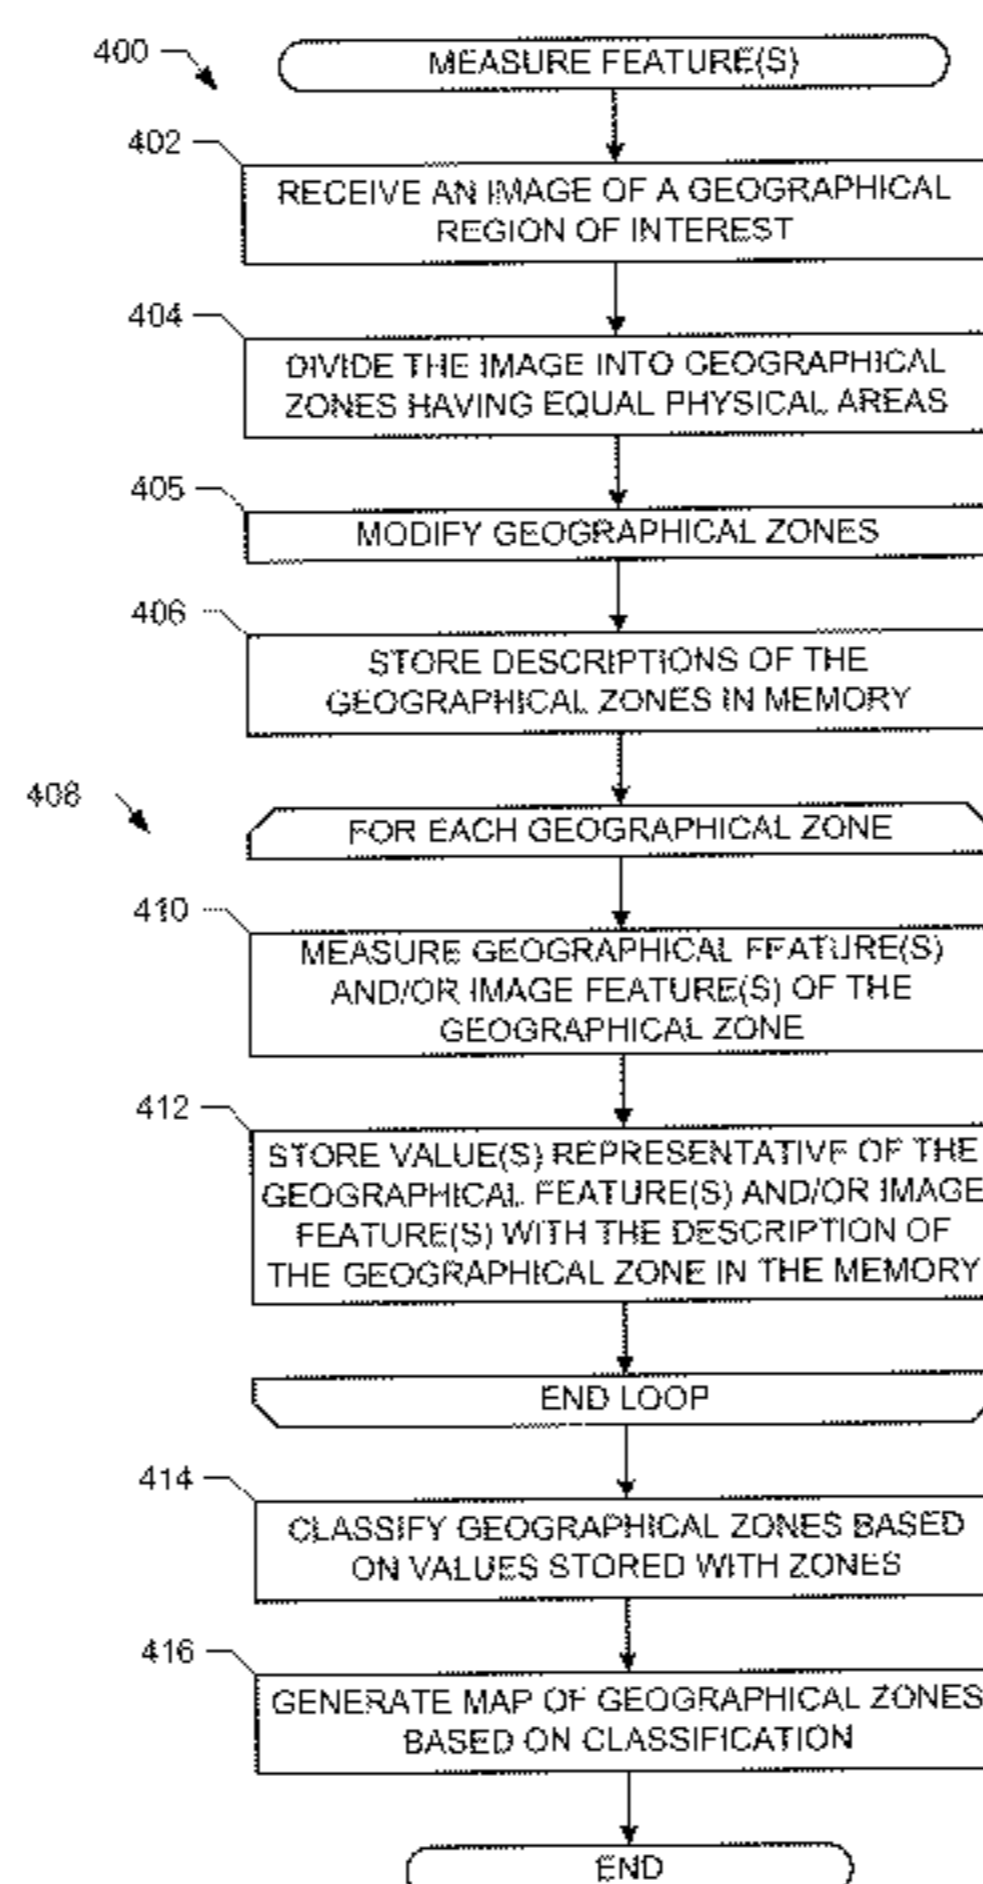 400
MEASURE FEATURE(S)
402
RECEIVE AN IMAGE OF A GEOGRAPHICAL
REGION OF INTEREST
404
DIVIDE THE IMAGE INTO GEOGRAPHICAL
ZONES HAVING EQUAL PHYSICAL AREAS
405
MODIFY GEOGRAPHICAL ZONES
406
STORE DESCRIPTIONS OF THE
GEOGRAPHICAL ZONES IN MEMORY
408
FOR EACH GEOGRAPHICAL ZONE
410
MEASURE GEOGRAPHICAL FEATURE(S)
AND/OR IMAGE FEATURE(S) OF THE
GEOGRAPHICAL ZONE
412
STORE VALUE(S) REPRESENTATIVE OF THE
GEOGRAPHICAL FEATURE(S) AND/OR IMAGE
FEATURE(S) WITH THE DESCRIPTION OF
THE GEOGRAPHICAL ZONE IN THE MEMORY
END LOOP
414
CLASSIFY GEOGRAPHICAL ZONES BASED
ON VALUES STORED WITH ZONES
416
GENERATE MAP OF GEOGRAPHICAL ZONES
BASED ON CLASSIFICATION
END